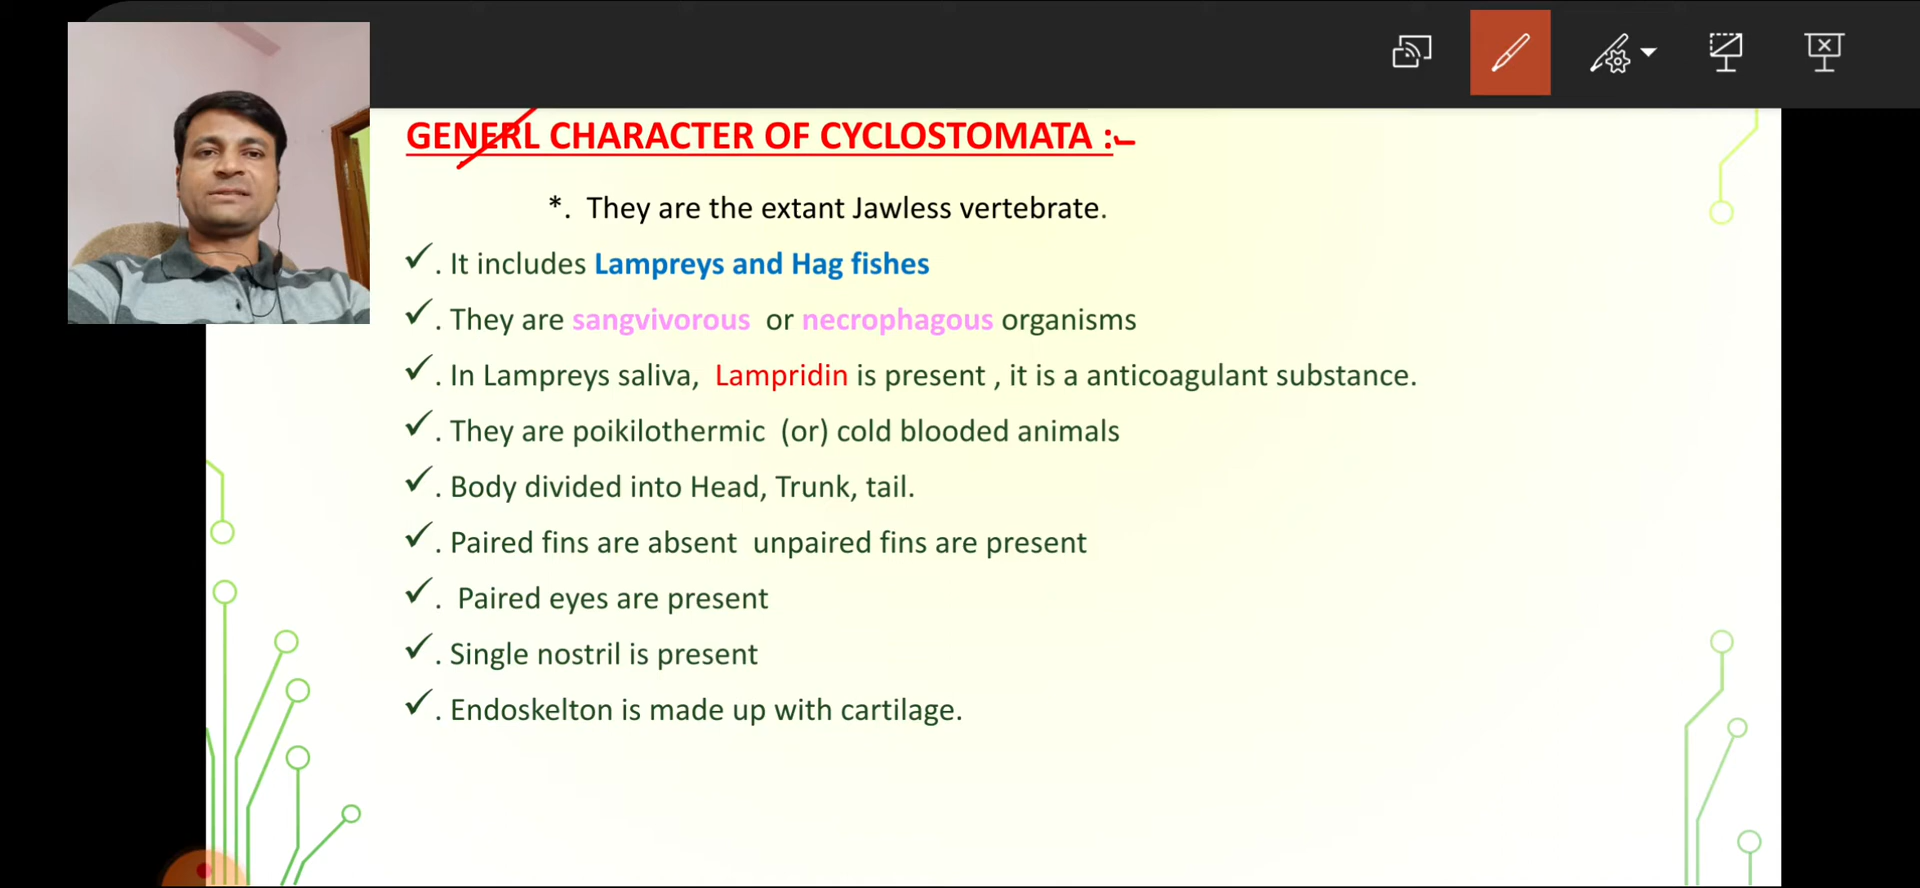 GENERL CHARACTER OF CYCLOSTOMATA :-
*. They are the extant Jawless vertebrate.
✓. It includes Lampreys and Hag fishes
✓. They are sangvivorous or necrophagous organisms
✓. In Lampreys saliva, Lampridin is present , it is a anticoagulant substance.
✓. They are poikilothermic (or) cold blooded animals
✓. Body divided into Head, Trunk, tail.
✓. Paired fins are absent unpaired fins are present
✓. Paired eyes are present
✓. Single nostril is present
✓. Endoskelton is made up with cartilage.